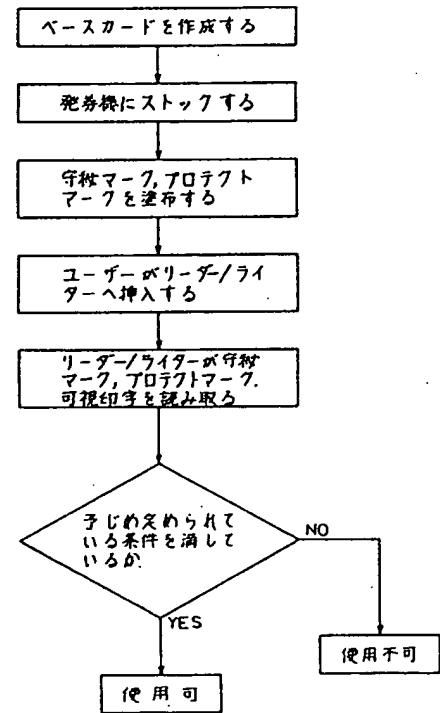 ベースカードを作成する
発券機にストックする
守秘マーク,プロテクト
マークを塗布する
ユーザーがリーダー/ライ
ターへ挿入する
リーダー/ライターが守秘
マーク,プロテクトマーク,
可視印字を読み取る
予じめ定められて
いる条件を満して
いるか.
NO
YES
使用不可
使用可